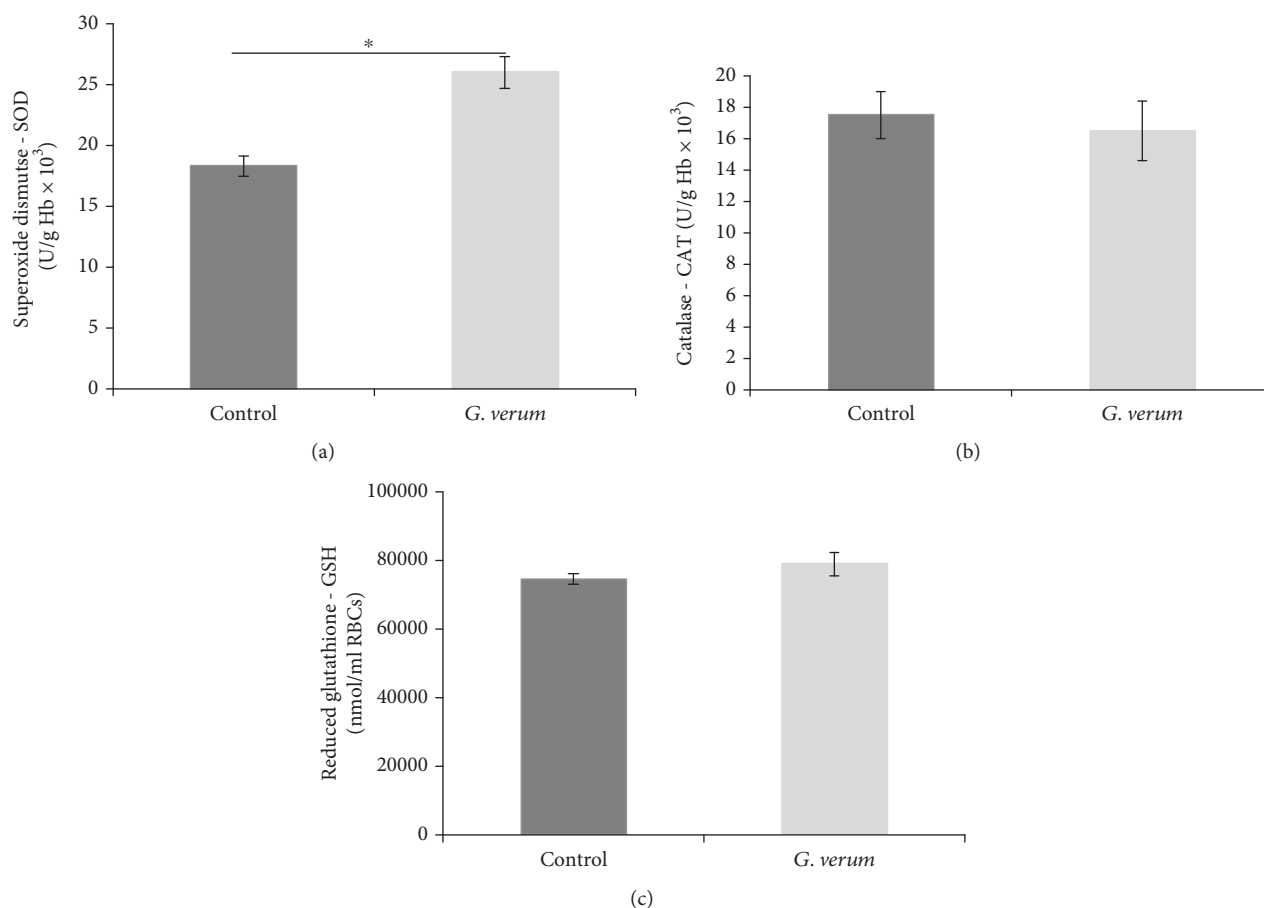 Superoxide dismutse - SOD
(U/g Hb × 10³)
30
25
20
15
10
5
0
*
Control
G. verum
(a)
Catalase - CAT (U/g Hb × 10³)
20
18
16
14
12
10
8
6
4
2
0
Control
G. verum
(b)
Reduced glutathione - GSH
(nmol/ml RBCs)
100000
80000
60000
40000
20000
0
Control
G. verum
(c)